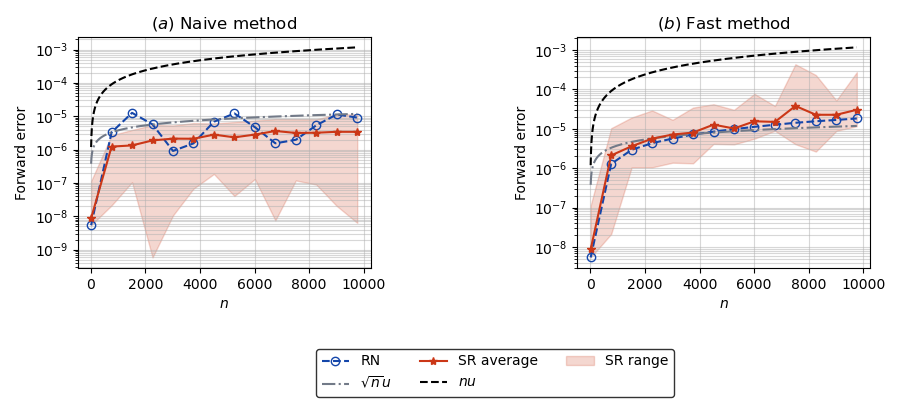 (a) Naive method
Forward error
10⁻³
10⁻⁴
10⁻⁵
10⁻⁶
10⁻⁷
10⁻⁸
10⁻⁹
0 2000 4000 6000 8000 10000
n
(b) Fast method
Forward error
10⁻³
10⁻⁴
10⁻⁵
10⁻⁶
10⁻⁷
10⁻⁸
0 2000 4000 6000 8000 10000
n
RN SR average SR range
√nu nu